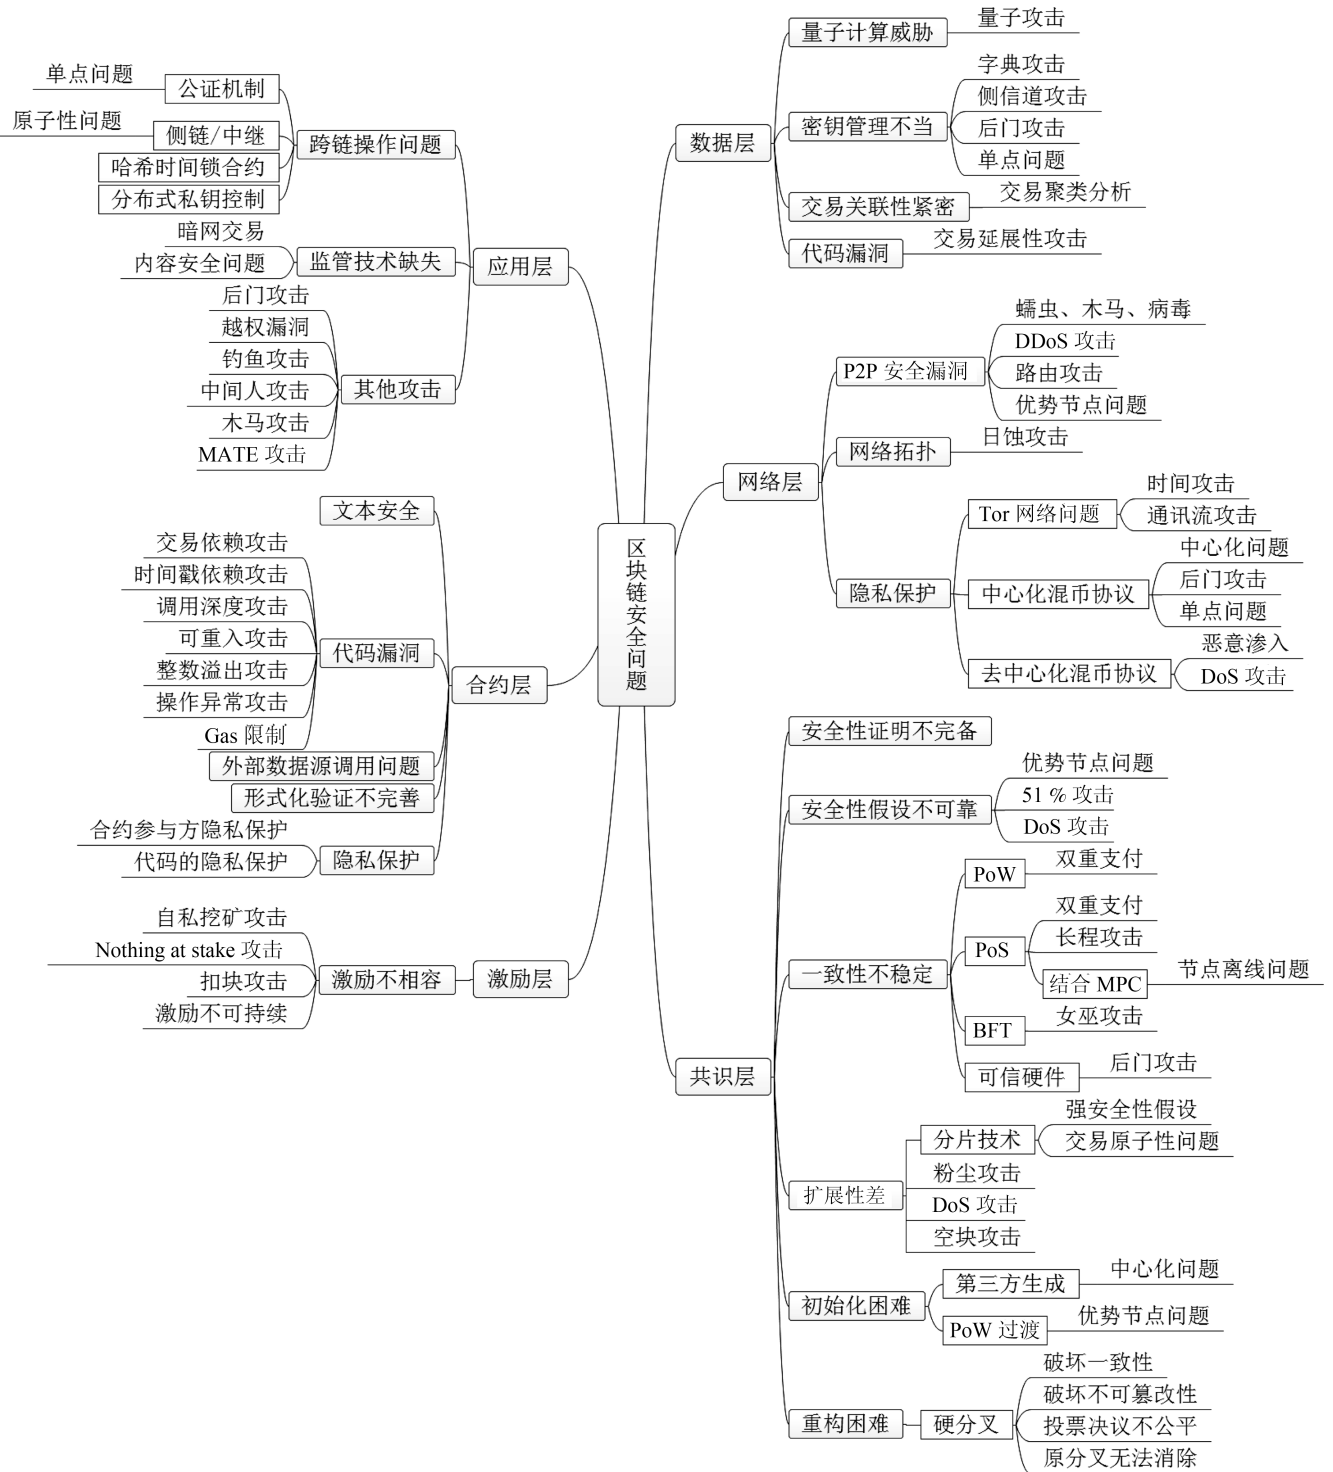 区块链安全问题
数据层
量子计算威胁
量子攻击
密钥管理不当
字典攻击
侧信道攻击
后门攻击
单点问题
交易关联性紧密
交易聚类分析
代码漏洞
交易延展性攻击
网络层
P2P 安全漏洞
蠕虫、木马、病毒
DDoS 攻击
路由攻击
优势节点问题
网络拓扑
日蚀攻击
隐私保护
Tor 网络问题
时间攻击
通讯流攻击
中心化混币协议
中心化问题
后门攻击
单点问题
去中心化混币协议
恶意渗入
DoS 攻击
共识层
安全性证明不完备
安全性假设不可靠
优势节点问题
51 % 攻击
DoS 攻击
一致性不稳定
PoW
双重支付
PoS
双重支付
长程攻击
结合 MPC
节点离线问题
BFT
女巫攻击
可信硬件
后门攻击
扩展性差
分片技术
强安全性假设
交易原子性问题
粉尘攻击
DoS 攻击
空块攻击
初始化困难
第三方生成
中心化问题
PoW 过渡
优势节点问题
重构困难
硬分叉
破坏一致性
破坏不可篡改性
投票决议不公平
原分叉无法消除
应用层
跨链操作问题
公证机制
单点问题
侧链/中继
原子性问题
哈希时间锁合约
分布式私钥控制
监管技术缺失
暗网交易
内容安全问题
其他攻击
后门攻击
越权漏洞
钓鱼攻击
中间人攻击
木马攻击
MATE 攻击
合约层
文本安全
代码漏洞
交易依赖攻击
时间戳依赖攻击
调用深度攻击
可重入攻击
整数溢出攻击
操作异常攻击
Gas 限制
外部数据源调用问题
形式化验证不完善
隐私保护
合约参与方隐私保护
代码的隐私保护
激励层
激励不相容
自私挖矿攻击
Nothing at stake 攻击
扣块攻击
激励不可持续